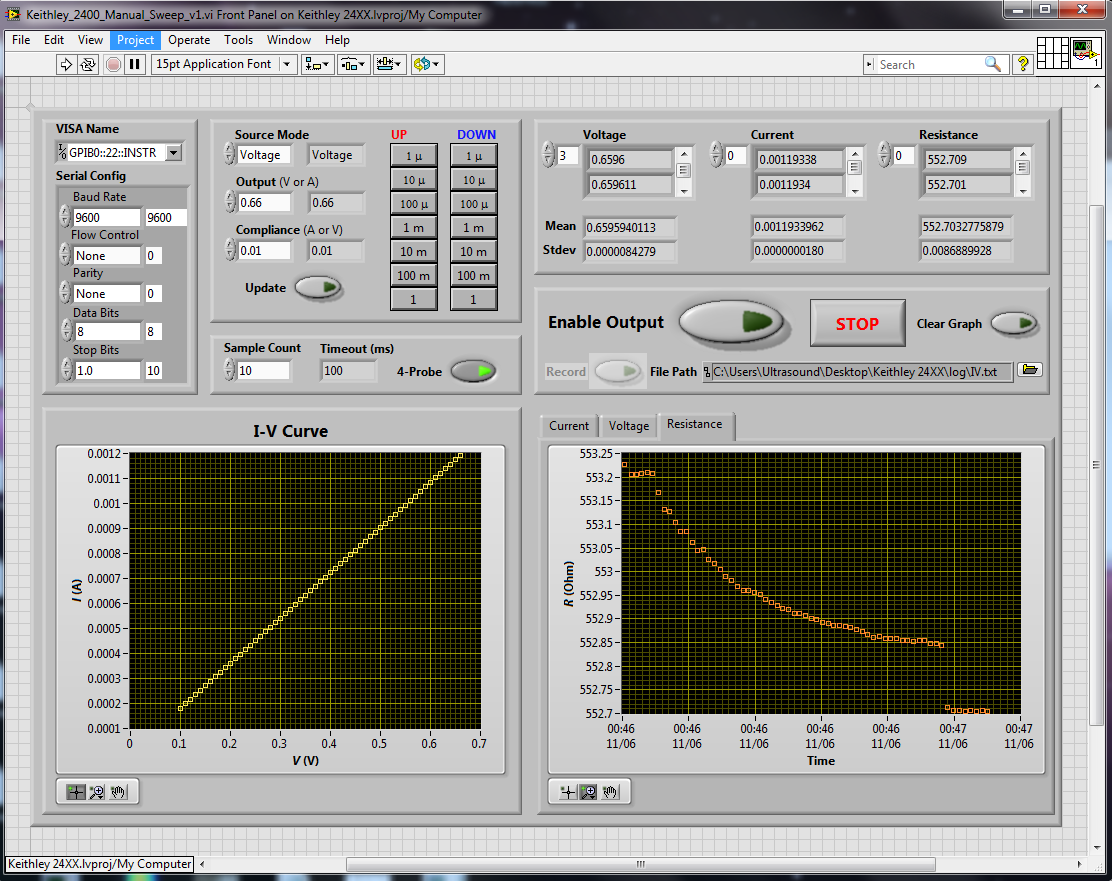 Keithley_2400_Manual_Sweep_v1.vi Front Panel on Keithley 24XX.lvproj/My Computer
File Edit View Project Operate Tools Window Help
15pt Application Font
Search
?
1
VISA Name
GPIB0::22::INSTR
Serial Config
Baud Rate
9600 9600
Flow Control
None 0
Parity
None 0
Data Bits
8 8
Stop Bits
1.0 10
Source Mode
Voltage Voltage
Output (V or A)
0.66 0.66
Compliance (A or V)
0.01 0.01
Update
UP DOWN
1 µ 1 µ
10 µ 10 µ
100 µ 100 µ
1 m 1 m
10 m 10 m
100 m 100 m
1 1
Sample Count Timeout (ms)
10 100 4-Probe
Voltage Current Resistance
3 0.6596 0 0.00119338 0 552.709
0.659611 0.0011934 552.701
Mean 0.6595940113 0.0011933962 552.7032775879
Stdev 0.0000084279 0.0000000180 0.0086889928
Enable Output STOP Clear Graph
Record File Path C:\Users\Ultrasound\Desktop\Keithley 24XX\log\IV.txt
I-V Curve
0.0012
0.0011
0.001
0.0009
0.0008
0.0007
0.0006
0.0005
0.0004
0.0003
0.0002
0.0001
I (A)
0 0.1 0.2 0.3 0.4 0.5 0.6 0.7
V (V)
Current Voltage Resistance
553.25
553.2
553.15
553.1
553.05
553
552.95
552.9
552.85
552.8
552.75
552.7
R (Ohm)
00:46 00:46 00:46 00:46 00:47 00:47 00:47
11/06 11/06 11/06 11/06 11/06 11/06 11/06
Time
Keithley 24XX.lvproj/My Computer